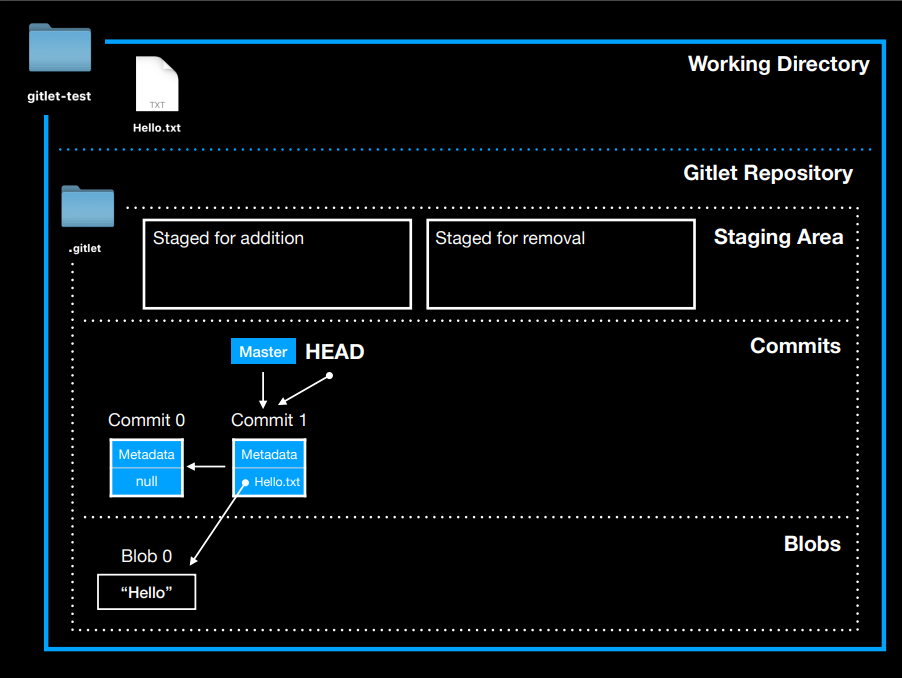 Working Directory
gitlet-test
TXT
Hello.txt
Gitlet Repository
.gitlet
Staged for addition
Staged for removal
Staging Area
Commits
Master
HEAD
Commit 0
Commit 1
Metadata
null
Metadata
Hello.txt
Blobs
Blob 0
“Hello”